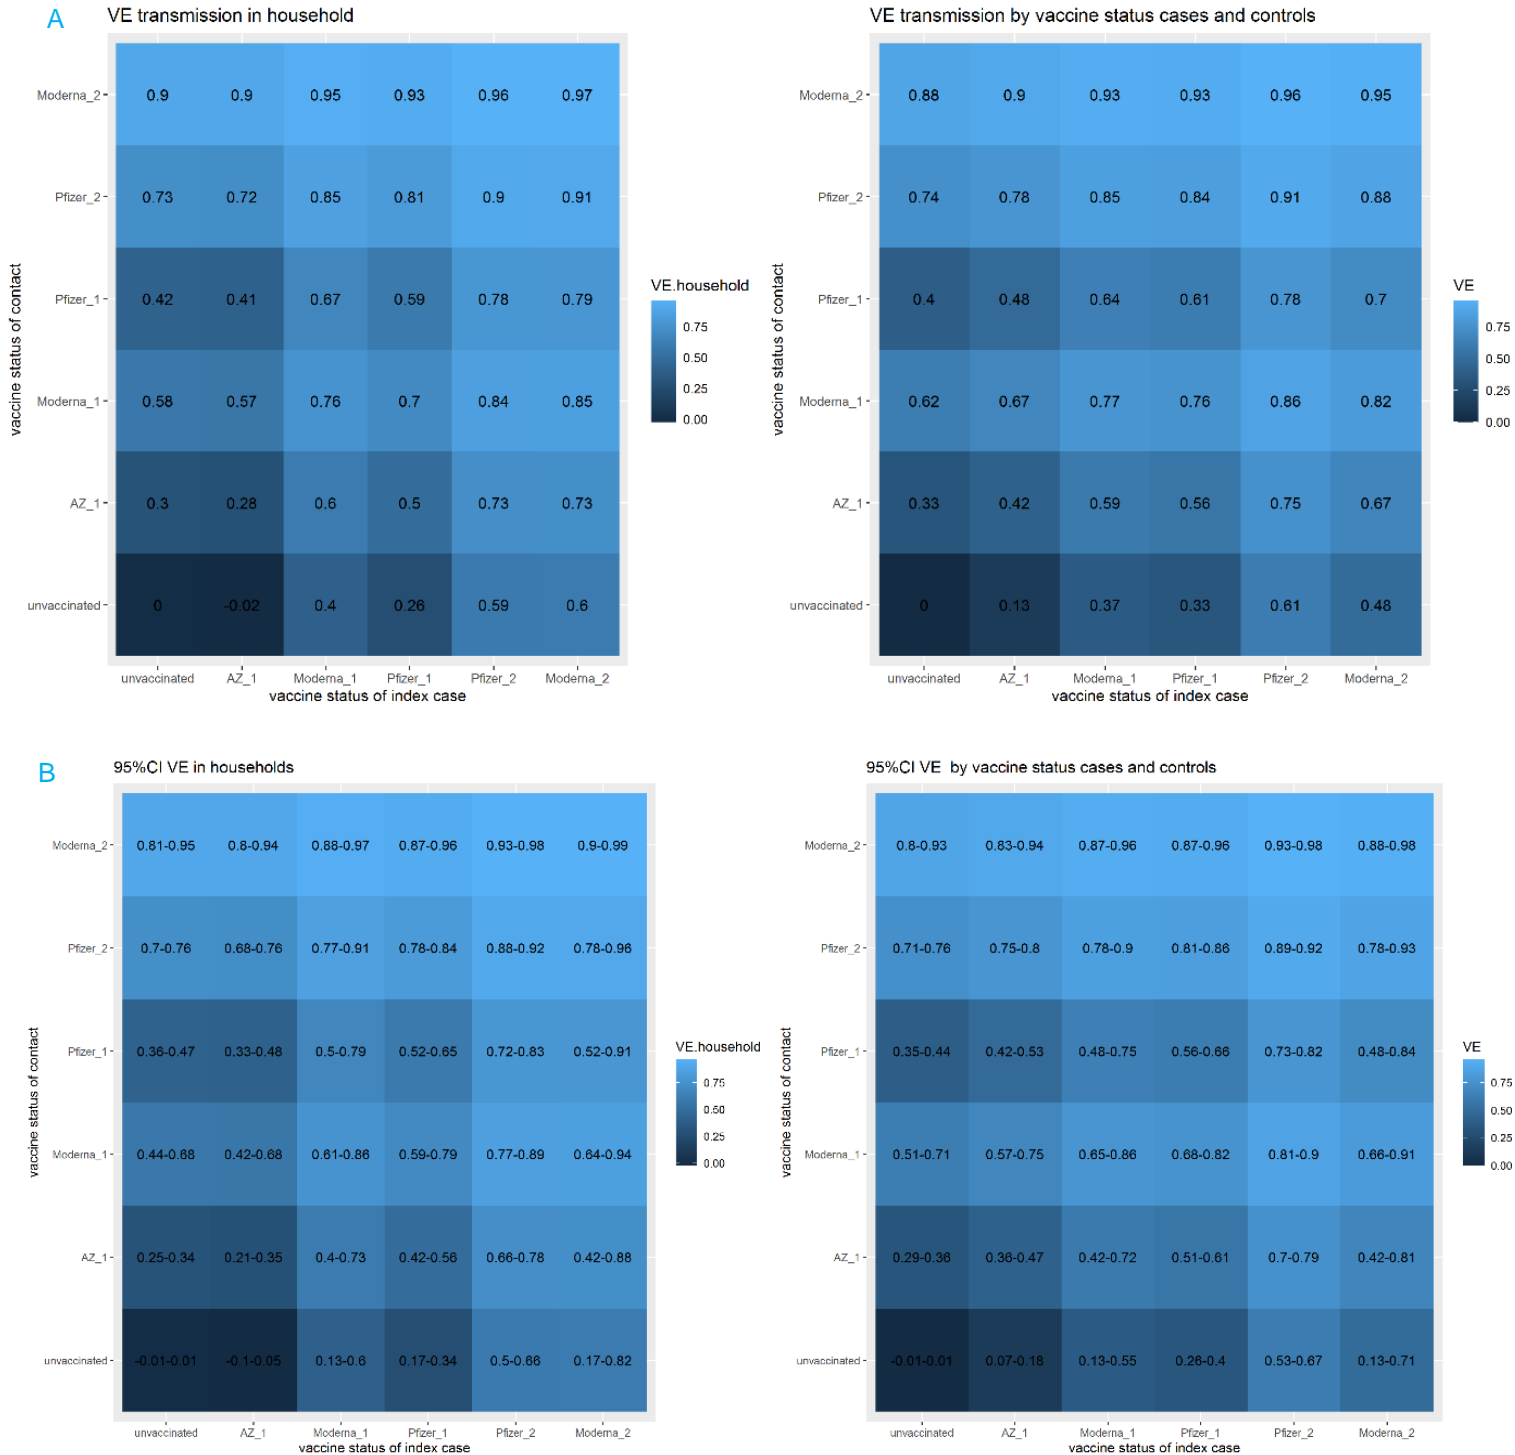 A
VE transmission in household
Moderna_2 0.9 0.9 0.95 0.93 0.96 0.97
Pfizer_2 0.73 0.72 0.85 0.81 0.9 0.91
Pfizer_1 0.42 0.41 0.67 0.59 0.78 0.79
Moderna_1 0.58 0.57 0.76 0.7 0.84 0.85
AZ_1 0.3 0.28 0.6 0.5 0.73 0.73
unvaccinated 0 -0.02 0.4 0.26 0.59 0.6
unvaccinated AZ_1 Moderna_1 Pfizer_1 Pfizer_2 Moderna_2
vaccine status of index case
vaccine status of contact
VE.household
0.75
0.50
0.25
0.00
VE transmission by vaccine status cases and controls
Moderna_2 0.88 0.9 0.93 0.93 0.96 0.95
Pfizer_2 0.74 0.78 0.85 0.84 0.91 0.88
Pfizer_1 0.4 0.48 0.64 0.61 0.78 0.7
Moderna_1 0.62 0.67 0.77 0.76 0.86 0.82
AZ_1 0.33 0.42 0.59 0.56 0.75 0.67
unvaccinated 0 0.13 0.37 0.33 0.61 0.48
unvaccinated AZ_1 Moderna_1 Pfizer_1 Pfizer_2 Moderna_2
vaccine status of index case
vaccine status of contact
VE
0.75
0.50
0.25
0.00
B
95%CI VE in households
Moderna_2 0.81-0.95 0.8-0.94 0.88-0.97 0.87-0.96 0.93-0.98 0.9-0.99
Pfizer_2 0.7-0.76 0.68-0.76 0.77-0.91 0.78-0.84 0.88-0.92 0.78-0.96
Pfizer_1 0.36-0.47 0.33-0.48 0.5-0.79 0.52-0.65 0.72-0.83 0.52-0.91
Moderna_1 0.44-0.68 0.42-0.68 0.61-0.86 0.59-0.79 0.77-0.89 0.64-0.94
AZ_1 0.25-0.34 0.21-0.35 0.4-0.73 0.42-0.56 0.66-0.78 0.42-0.88
unvaccinated -0.01-0.01 -0.1-0.05 0.13-0.6 0.17-0.34 0.5-0.66 0.17-0.82
unvaccinated AZ_1 Moderna_1 Pfizer_1 Pfizer_2 Moderna_2
vaccine status of index case
vaccine status of contact
VE.household
0.75
0.50
0.25
0.00
95%CI VE by vaccine status cases and controls
Moderna_2 0.8-0.93 0.83-0.94 0.87-0.96 0.87-0.96 0.93-0.98 0.88-0.98
Pfizer_2 0.71-0.76 0.75-0.8 0.78-0.9 0.81-0.86 0.89-0.92 0.78-0.93
Pfizer_1 0.35-0.44 0.42-0.53 0.48-0.75 0.56-0.66 0.73-0.82 0.48-0.84
Moderna_1 0.51-0.71 0.57-0.75 0.65-0.86 0.68-0.82 0.81-0.9 0.66-0.91
AZ_1 0.29-0.36 0.36-0.47 0.42-0.72 0.51-0.61 0.7-0.79 0.42-0.81
unvaccinated -0.01-0.01 0.07-0.18 0.13-0.55 0.26-0.4 0.53-0.67 0.13-0.71
unvaccinated AZ_1 Moderna_1 Pfizer_1 Pfizer_2 Moderna_2
vaccine status of index case
vaccine status of contact
VE
0.75
0.50
0.25
0.00